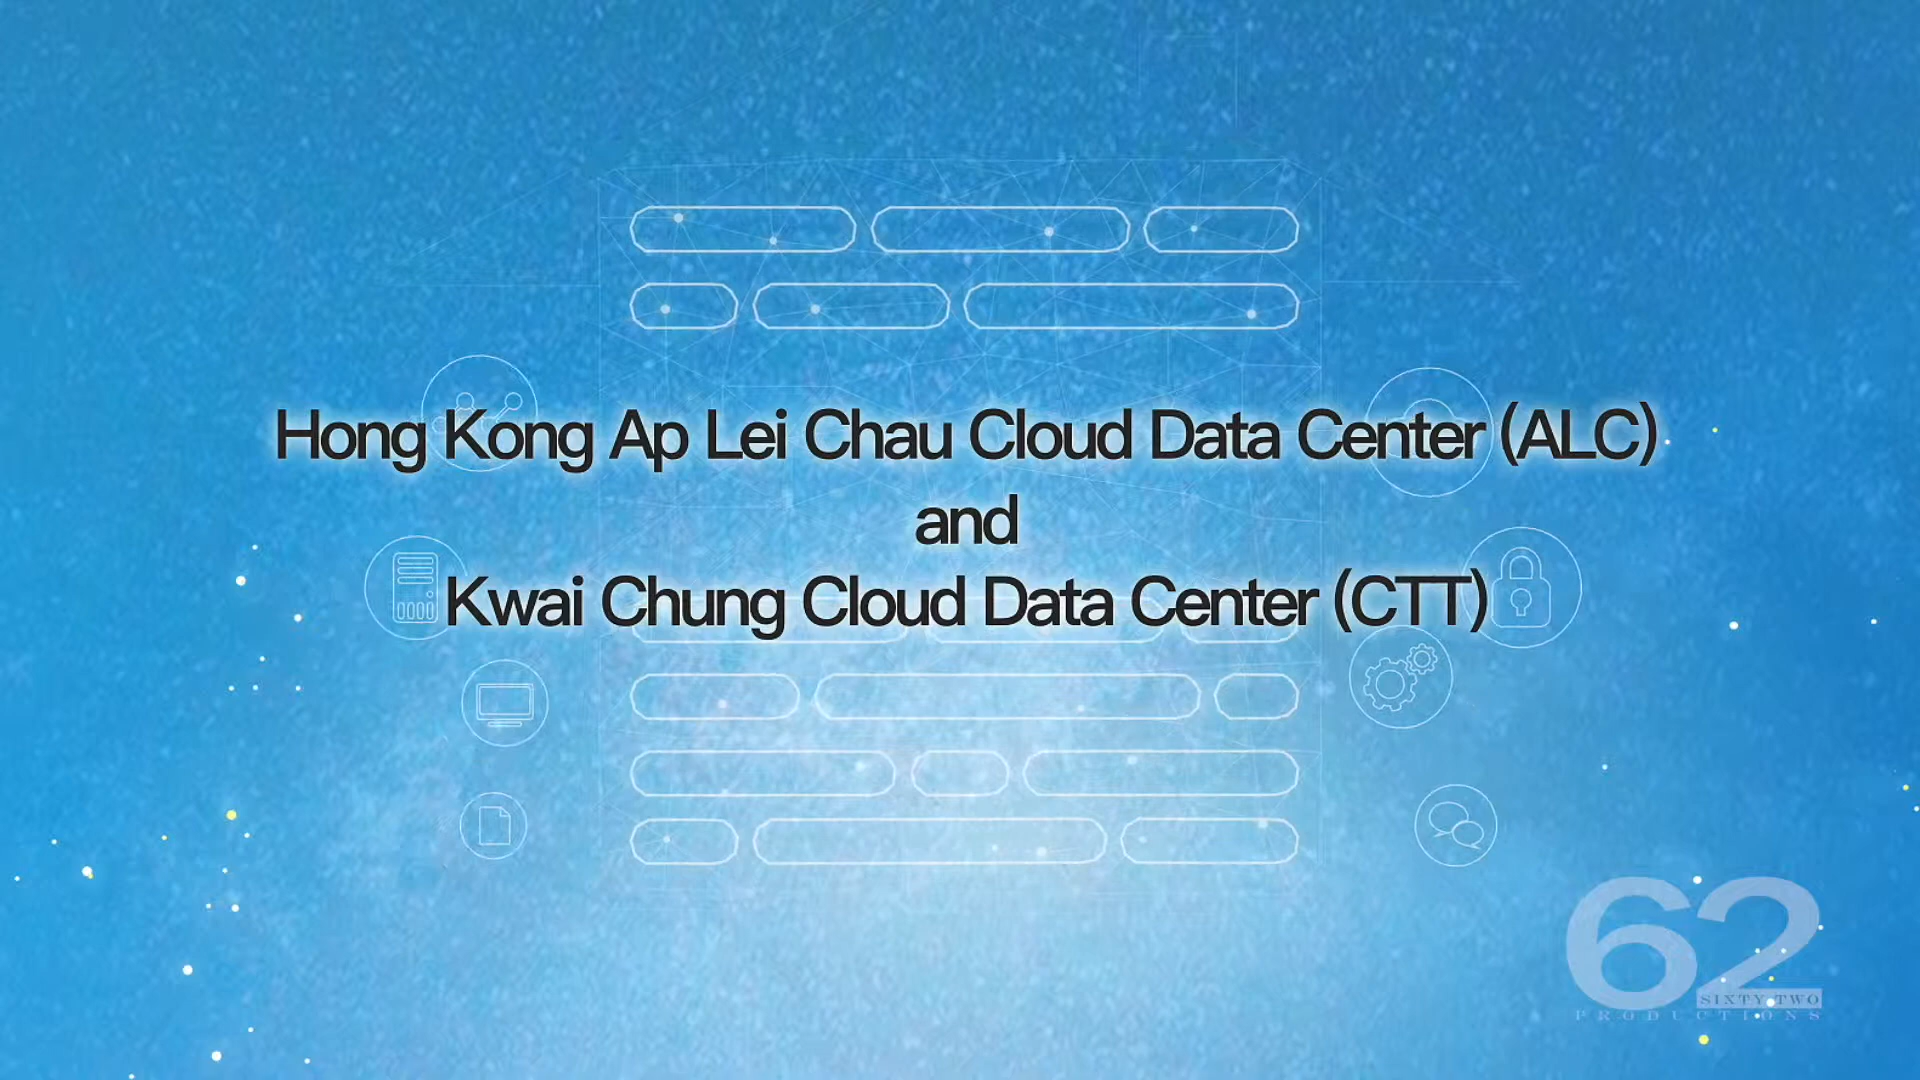 Hong Kong Ap Lei Chau Cloud Data Center (ALC)
and
Kwai Chung Cloud Data Center (CTT)
62
SIXTY TWO
PRODUCTIONS